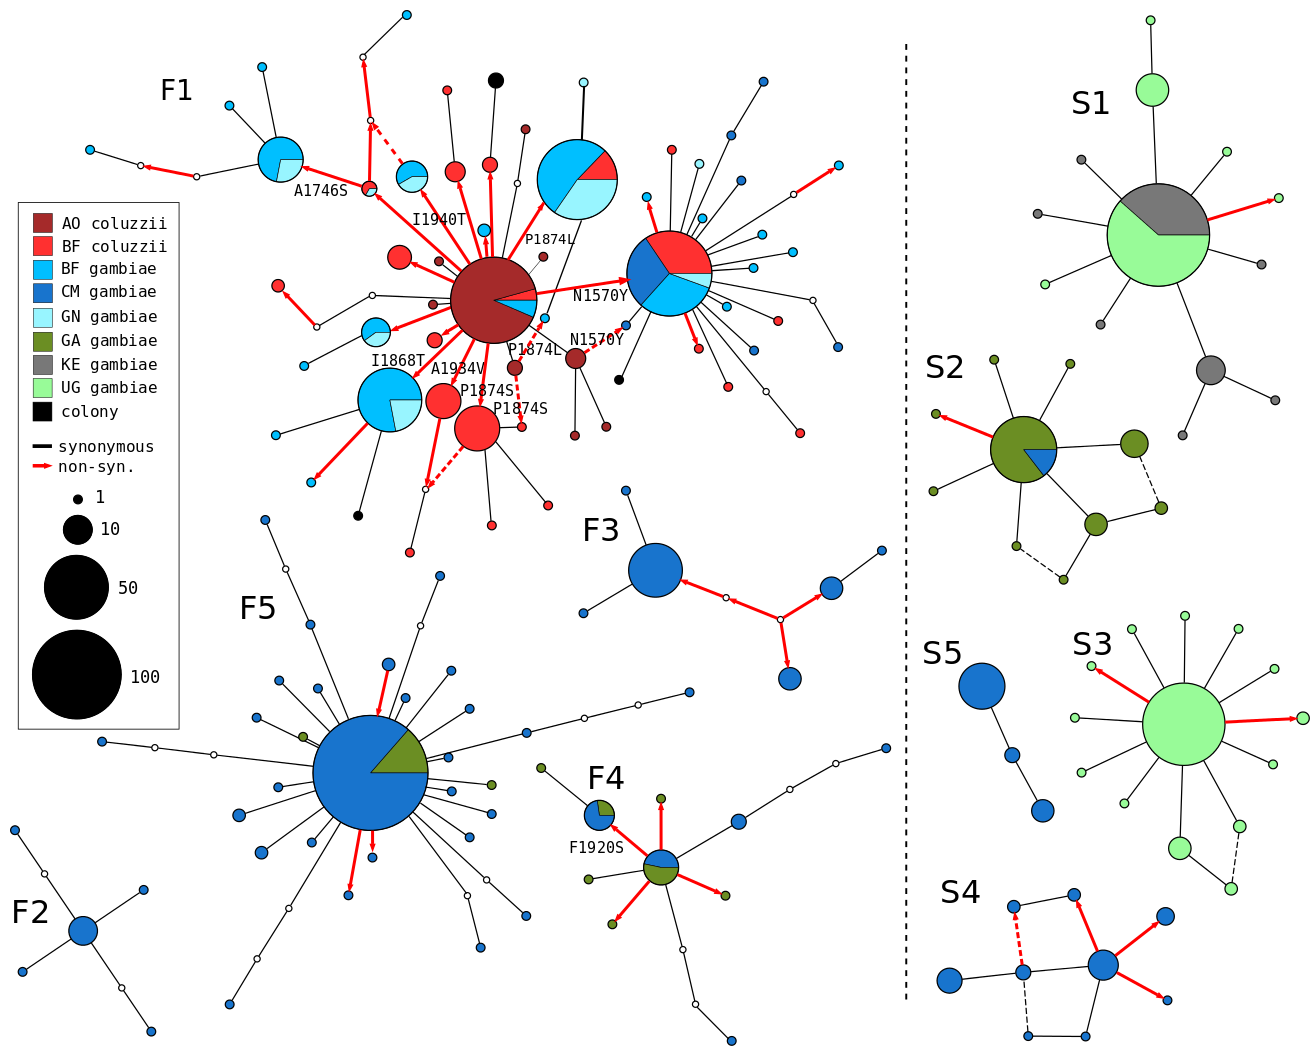 F1
S1
A1746S
I1940T
P1874L
AO coluzzii
BF coluzzii
BF gambiae
CM gambiae
GN gambiae
GA gambiae
KE gambiae
UG gambiae
colony
synonymous
non-syn.
1
10
50
100
N1570Y
N1570Y
P1874L
I1868T
A1934V
P1874S
P1874S
S2
F3
F5
S5
S3
F4
F1920S
F2
S4